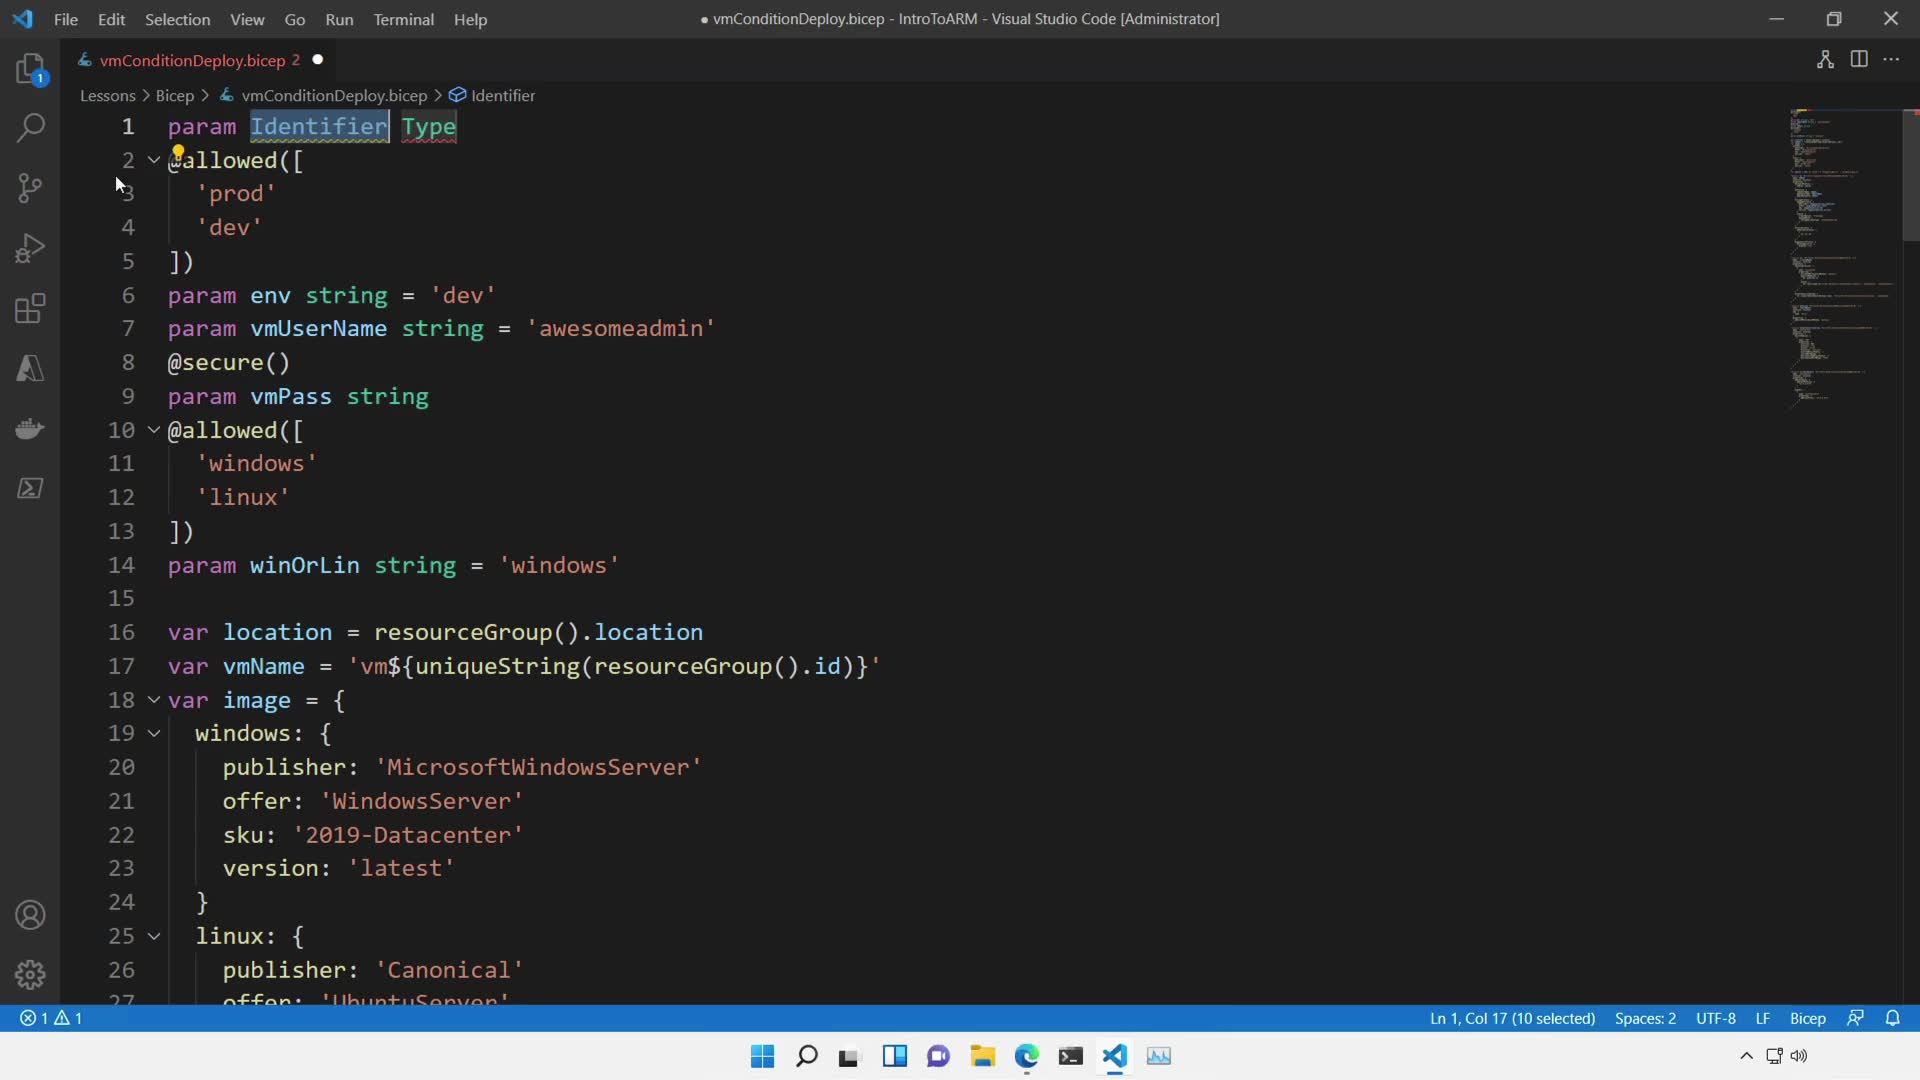 File Edit Selection View Go Run Terminal Help
● vmConditionDeploy.bicep - IntroToARM - Visual Studio Code [Administrator]
vmConditionDeploy.bicep 2 ●
Lessons > Bicep > vmConditionDeploy.bicep > Identifier
1 param Identifier Type
2 @allowed([
3 'prod'
4 'dev'
5 ])
6 param env string = 'dev'
7 param vmUserName string = 'awesomeadmin'
8 @secure()
9 param vmPass string
10 @allowed([
11 'windows'
12 'linux'
13 ])
14 param winOrLin string = 'windows'
15
16 var location = resourceGroup().location
17 var vmName = 'vm${uniqueString(resourceGroup().id)}'
18 var image = {
19 windows: {
20 publisher: 'MicrosoftWindowsServer'
21 offer: 'WindowsServer'
22 sku: '2019-Datacenter'
23 version: 'latest'
24 }
25 linux: {
26 publisher: 'Canonical'
27 offer: 'UbuntuServer'
1
1 1
Ln 1, Col 17 (10 selected) Spaces: 2 UTF-8 LF Bicep